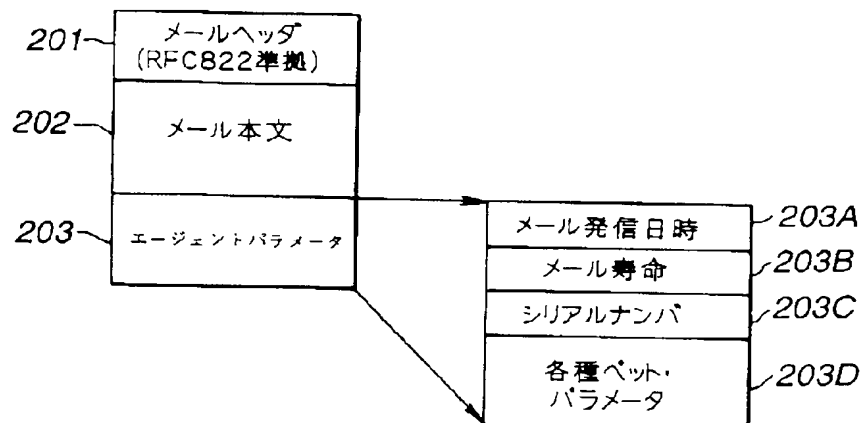 201
メールヘッダ
(RFC822準拠)
202
メール本文
203
エージェントパラメータ
メール発信日時
203A
メール寿命
203B
シリアルナンバ
203C
各種ペット・
パラメータ
203D